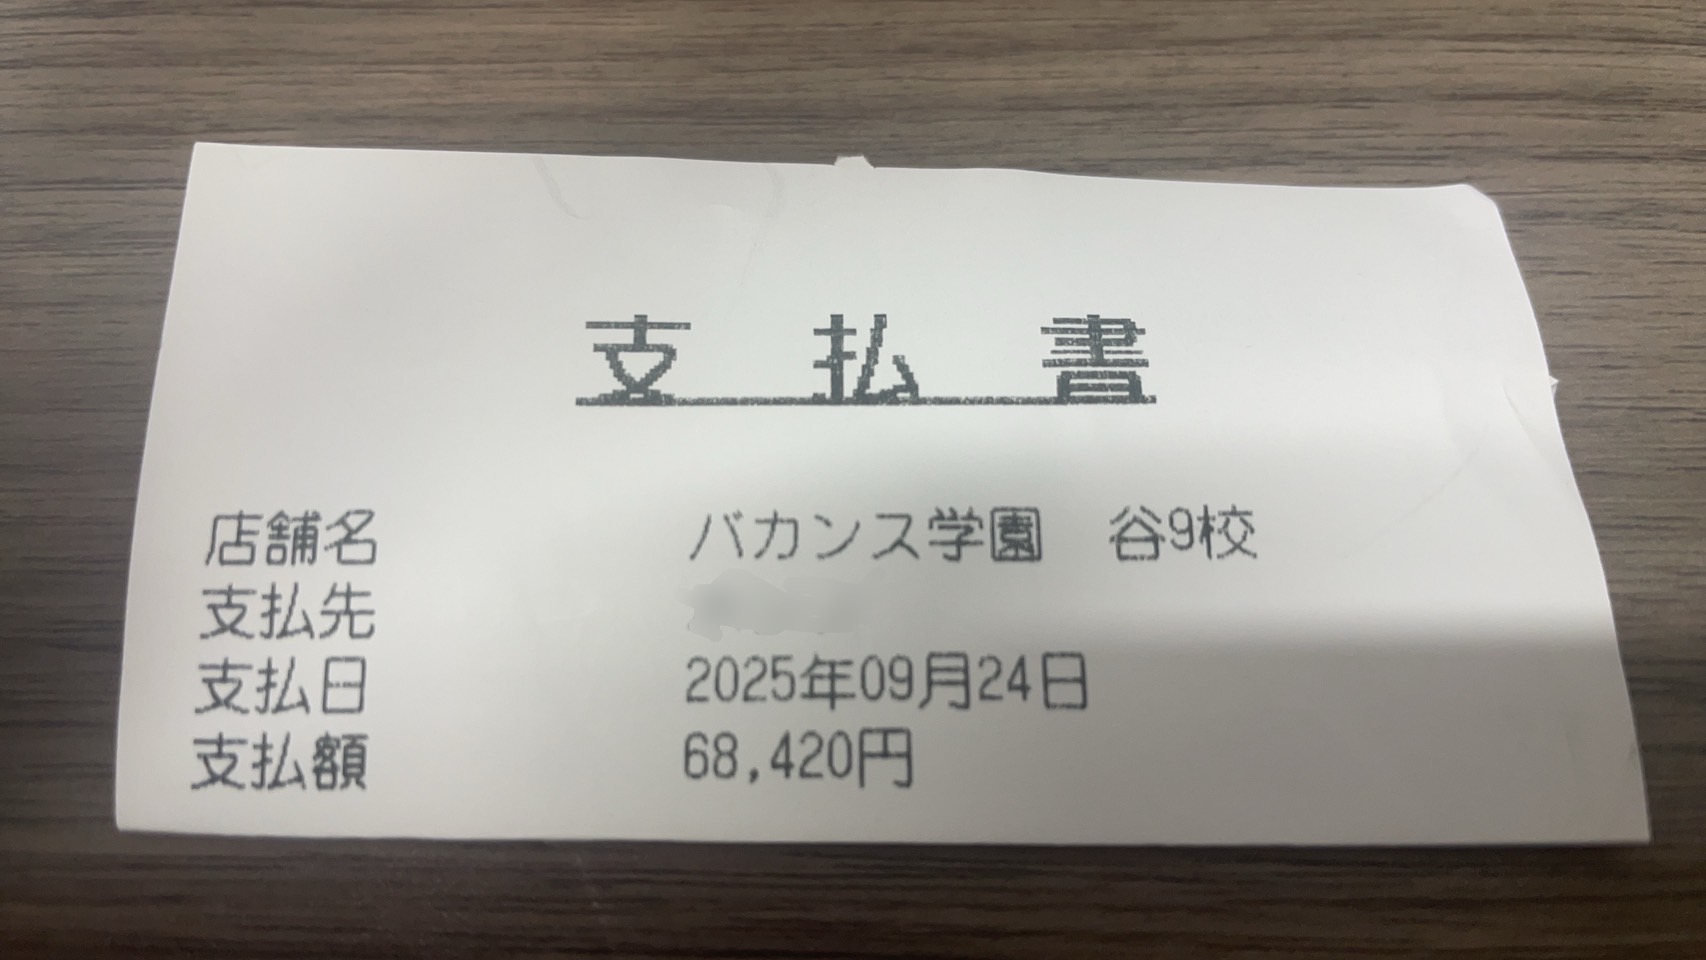 支払書
店舗名 バカンス学園 谷9校
支払先
支払日 2025年09月24日
支払額 68,420円